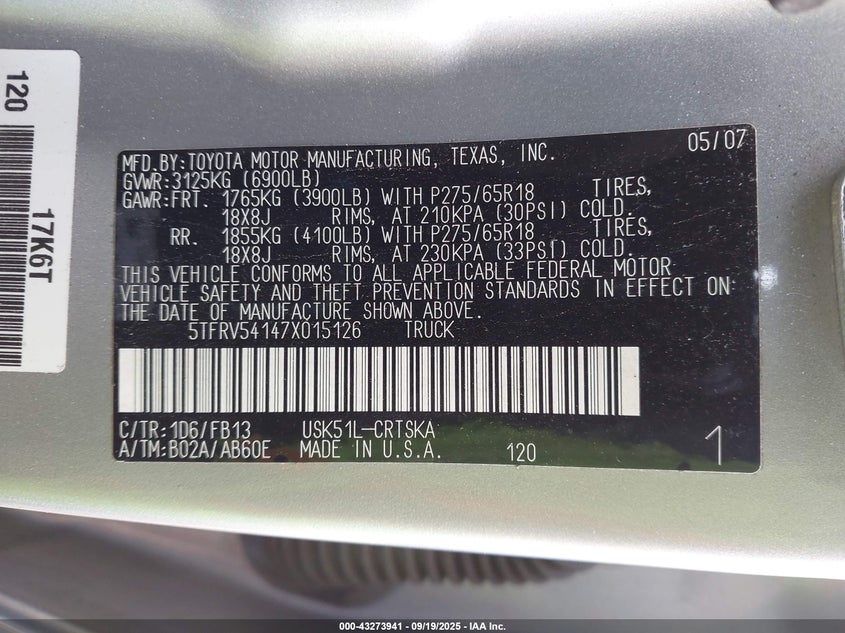 120
17K6T
MFD.BY:TOYOTA MOTOR MANUFACTURING, TEXAS, INC. 05/07
GVWR:3125KG (6900LB)
GAWR:FRT. 1765KG (3900LB) WITH P275/65R18 TIRES,
18X8J RIMS, AT 210KPA (30PSI) COLD.
RR. 1855KG (4100LB) WITH P275/65R18 TIRES,
18X8J RIMS, AT 230KPA (33PSI) COLD.
THIS VEHICLE CONFORMS TO ALL APPLICABLE FEDERAL MOTOR
VEHICLE SAFETY AND THEFT PREVENTION STANDARDS IN EFFECT ON
THE DATE OF MANUFACTURE SHOWN ABOVE.
5TFRV54147X015126 TRUCK
C/TR:1D6/FB13 USK51L-CRTSKA
A/TM:B02A/AB60E MADE IN U.S.A. 120 1
000-43273941 - 09/19/2025 - IAA Inc.